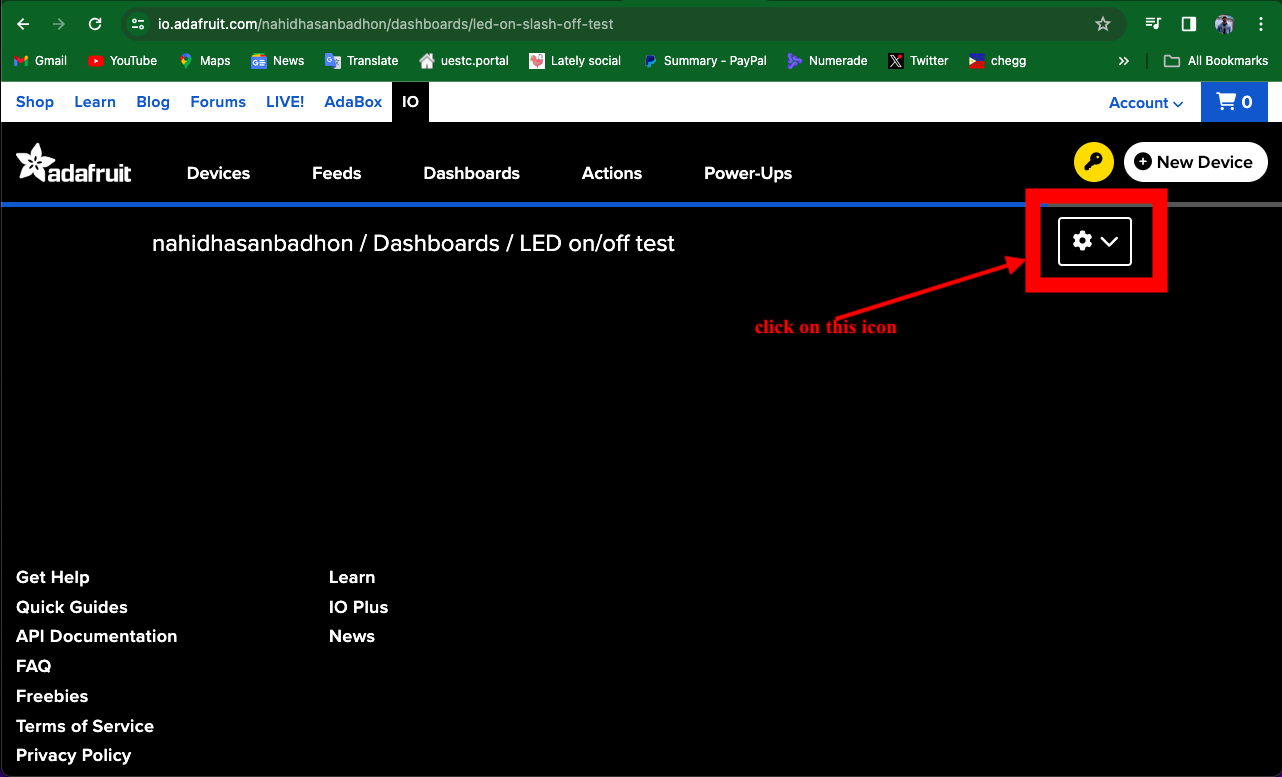 io.adafruit.com/nahidhasanbadhon/dashboards/led-on-slash-off-test
Gmail YouTube Maps News Translate uestc.portal Lately social Summary - PayPal Numerade Twitter chegg » All Bookmarks
Shop Learn Blog Forums LIVE! AdaBox IO Account 0
adafruit Devices Feeds Dashboards Actions Power-Ups New Device
nahidhasanbadhon / Dashboards / LED on/off test
click on this icon
Get Help Learn
Quick Guides IO Plus
API Documentation News
FAQ
Freebies
Terms of Service
Privacy Policy